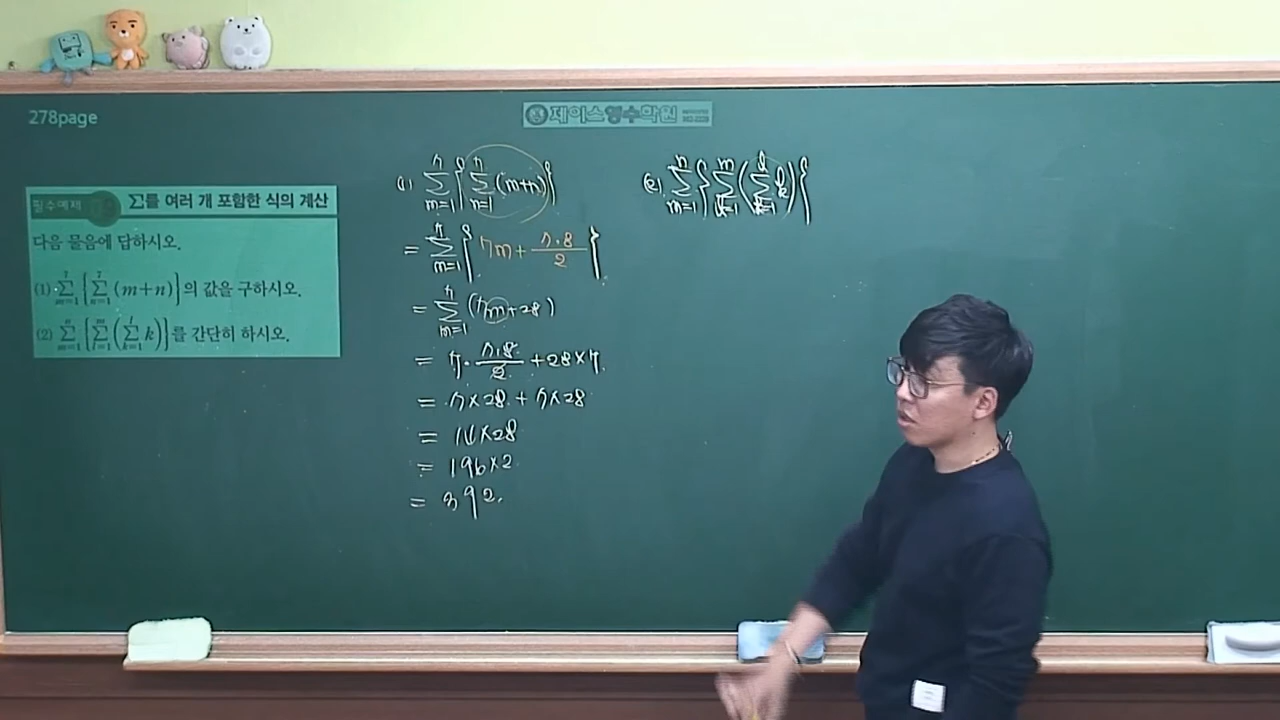 278page
제이스영수학원
필수예제 Σ를 여러 개 포함한 식의 계산
다음 물음에 답하시오.
(1) ∑_{m=1}^{7} {∑_{n=1}^{7} (m+n)}의 값을 구하시오.
(2) ∑_{m=1}^{n} {∑_{l=1}^{m} (∑_{k=1}^{l} k)}를 간단히 하시오.
(1) ∑_{m=1}^{7} {∑_{n=1}^{7} (m+n)}
= ∑_{m=1}^{7} {7m + 7·8/2}
= ∑_{m=1}^{7} (7m+28)
= 7· 7·8/2 + 28×7
= 7×28 + 7×28
= 14×28
= 196×2
= 392.
(2) ∑_{m=1}^{n} {∑_{l=1}^{m} (∑_{k=1}^{l} k)}